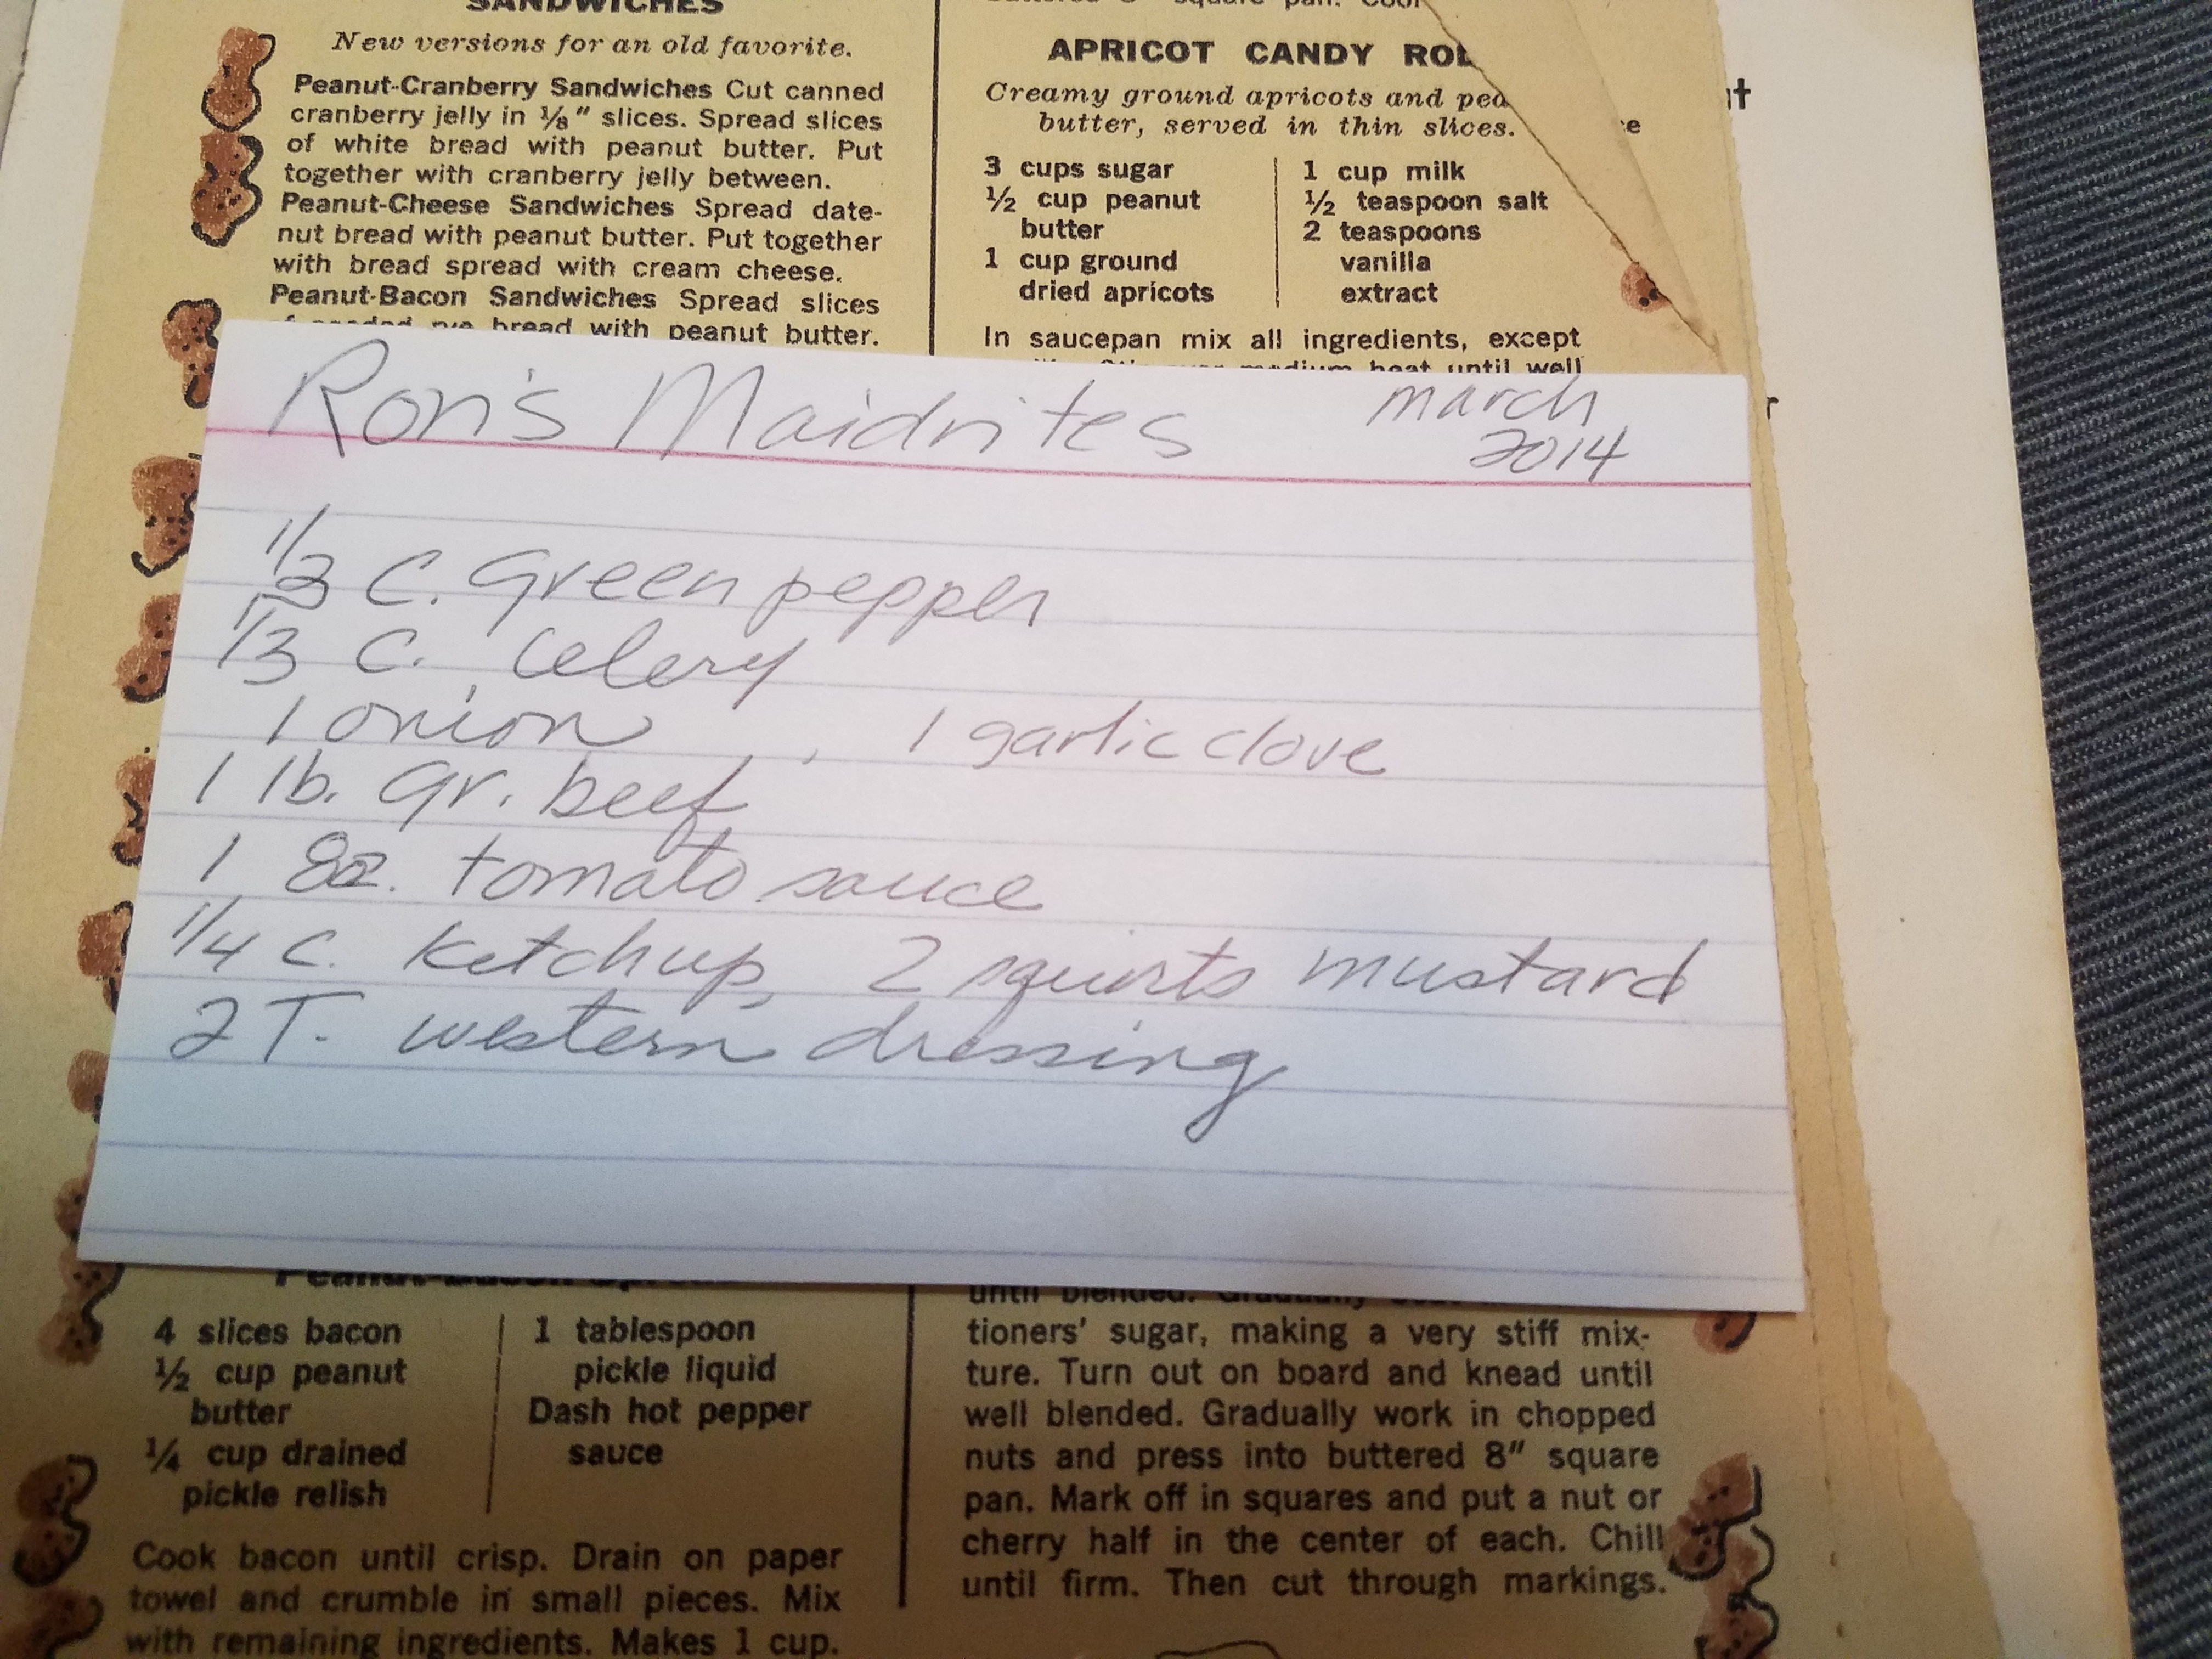 SANDWICHES
New versions for an old favorite.
Peanut-Cranberry Sandwiches Cut canned
cranberry jelly in ⅛" slices. Spread slices
of white bread with peanut butter. Put
together with cranberry jelly between.
Peanut-Cheese Sandwiches Spread date-
nut bread with peanut butter. Put together
with bread spread with cream cheese.
Peanut-Bacon Sandwiches Spread slices
bread with peanut butter.
square pan. Cool
APRICOT CANDY
Creamy ground apricots and
butter, served in thin slices.
3 cups sugar
½ cup peanut
butter
1 cup ground
dried apricots
1 cup milk
½ teaspoon salt
2 teaspoons
vanilla
extract
In saucepan mix all ingredients, except
medium heat until well
Ron's Maidrites
march
2014
1/3 C. Green pepper
1/3 C. Celery
1 onion, 1 garlic clove
1 lb. gr. beef
1 8oz. tomato sauce
1/4 C. Ketchup, 2 squirts mustard
2 T. western dressing
4 slices bacon
½ cup peanut
butter
¼ cup drained
pickle relish
1 tablespoon
pickle liquid
Dash hot pepper
sauce
Cook bacon until crisp. Drain on paper
towel and crumble in small pieces. Mix
with remaining ingredients. Makes 1 cup.
until blended. Gradually
tioners' sugar, making a very stiff mix-
ture. Turn out on board and knead until
well blended. Gradually work in chopped
nuts and press into buttered 8" square
pan. Mark off in squares and put a nut or
cherry half in the center of each. Chill
until firm. Then cut through markings.